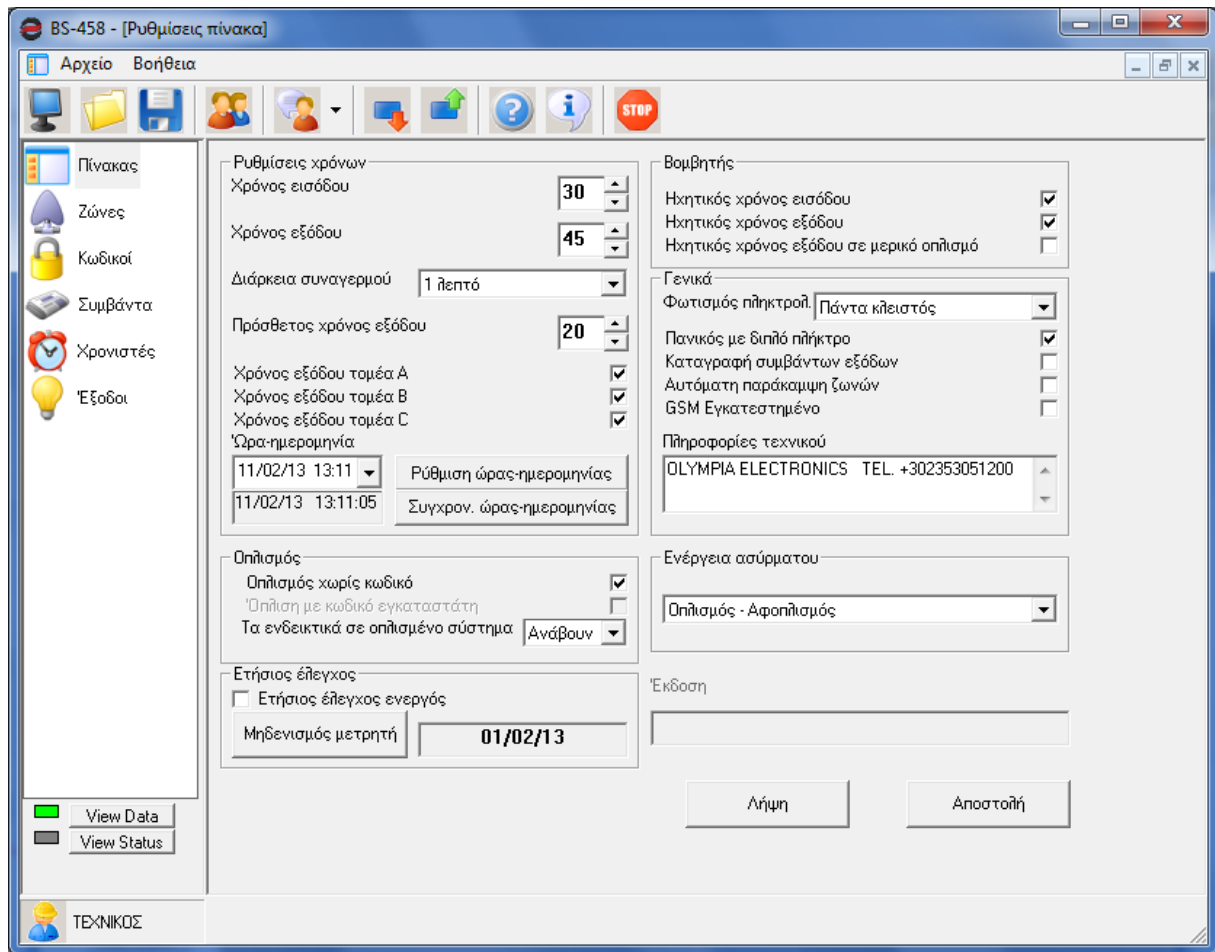 BS-458 - [Ρυθμίσεις πίνακα]
Αρχείο Βοήθεια
STOP
Πίνακας
Ζώνες
Κωδικοί
Συμβάντα
Χρονιστές
Έξοδοι
View Data
View Status
ΤΕΧΝΙΚΟΣ
Ρυθμίσεις χρόνων
Χρόνος εισόδου 30
Χρόνος εξόδου 45
Διάρκεια συναγερμού 1 λεπτό
Πρόσθετος χρόνος εξόδου 20
Χρόνος εξόδου τομέα A
Χρόνος εξόδου τομέα B
Χρόνος εξόδου τομέα C
Ώρα-ημερομηνία
11/02/13 13:11 Ρύθμιση ώρας-ημερομηνίας
11/02/13 13:11:05 Συγχρον. ώρας-ημερομηνίας
Οπλισμός
Οπλισμός χωρίς κωδικό
Όπλιση με κωδικό εγκαταστάτη
Τα ενδεικτικά σε οπλισμένο σύστημα Ανάβουν
Ετήσιος έλεγχος
Ετήσιος έλεγχος ενεργός
Μηδενισμός μετρητή 01/02/13
Βομβητής
Ηχητικός χρόνος εισόδου
Ηχητικός χρόνος εξόδου
Ηχητικός χρόνος εξόδου σε μερικό οπλισμό
Γενικά
Φωτισμός πληκτρολ. Πάντα κλειστός
Πανικός με διπλό πλήκτρο
Καταγραφή συμβάντων εξόδων
Αυτόματη παράκαμψη ζωνών
GSM Εγκατεστημένο
Πληροφορίες τεχνικού
OLYMPIA ELECTRONICS TEL. +302353051200
Ενέργεια ασύρματου
Οπλισμός - Αφοπλισμός
Έκδοση
Λήψη Αποστολή